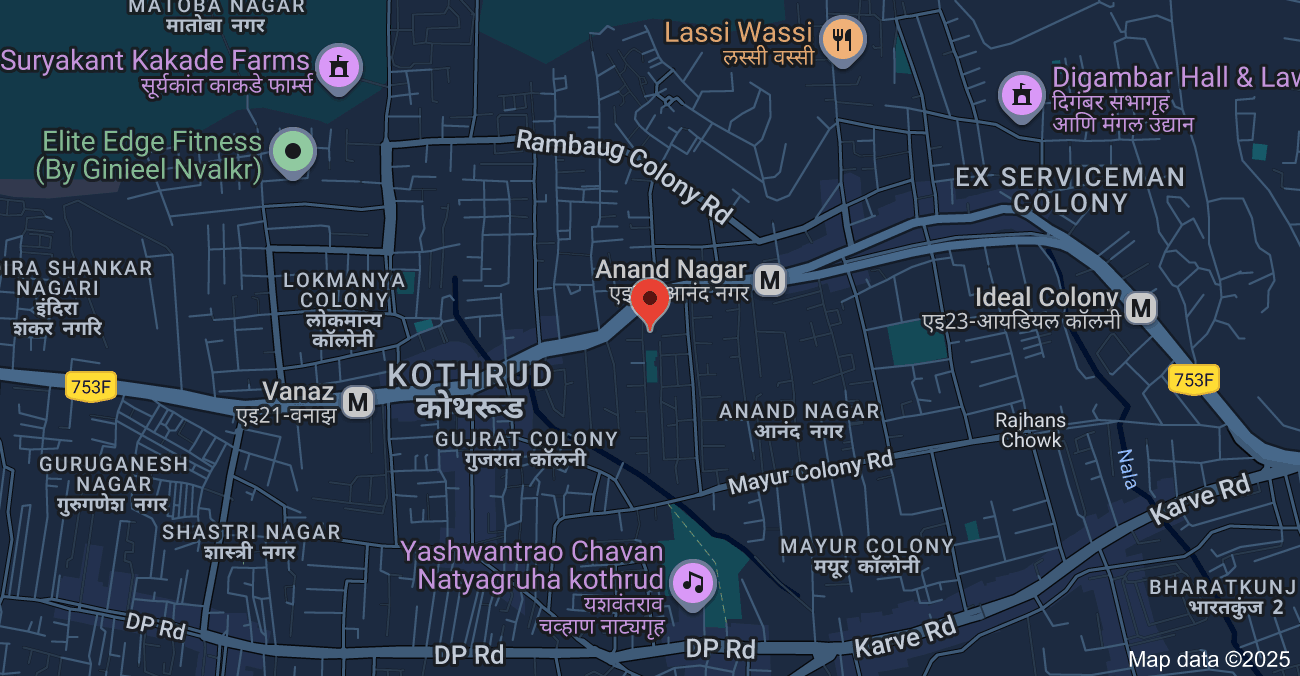 MATOBA NAGAR
मातोबा नगर
Suryakant Kakade Farms
सूर्यकांत काकडे फार्म्स
Lassi Wassi
लस्सी वस्सी
Digambar Hall & Law
दिगंबर सभागृह
आणि मंगल उद्यान
Elite Edge Fitness
(By Ginieel Nvalkr)
Rambaug Colony Rd
EX SERVICEMAN
COLONY
DIRA SHANKAR
NAGARI
इंदिरा
शंकर नगरि
LOKMANYA
COLONY
लोकमान्य
कॉलोनी
Anand Nagar
एइ आनंद नगर
M
Ideal Colony
एइ23-आयडियल कॉलनी
M
753F
Vanaz
एइ21-वनाझ
M
KOTHRUD
कोथरूड
753F
GUJRAT COLONY
गुजरात कॉलनी
ANAND NAGAR
आनंद नगर
Rajhans
Chowk
Mayur Colony Rd
Nala
Karve Rd
GURUGANESH
NAGAR
गुरुगणेश नगर
SHASTRI NAGAR
शास्त्री नगर
Yashwantrao Chavan
Natyagruha kothrud
यशवंतराव
चव्हाण नाट्यगृह
MAYUR COLONY
मयूर कॉलोनी
BHARATKUNJ
भारतकुंज 2
DP Rd
DP Rd
DP Rd
Karve Rd
Map data ©2025